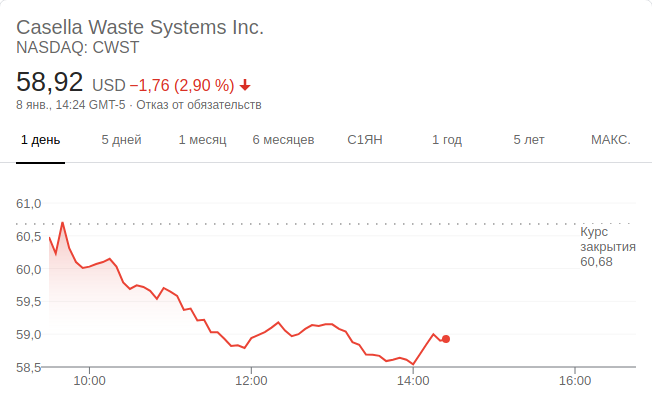 Casella Waste Systems Inc.
NASDAQ: CWST
58,92 USD −1,76 (2,90 %)
8 янв., 14:24 GMT-5 · Отказ от обязательств
1 день 5 дней 1 месяц 6 месяцев С1ЯН 1 год 5 лет МАКС.
61,0
60,5
60,0
59,5
59,0
58,5
Курс
закрытия
60,68
10:00 12:00 14:00 16:00